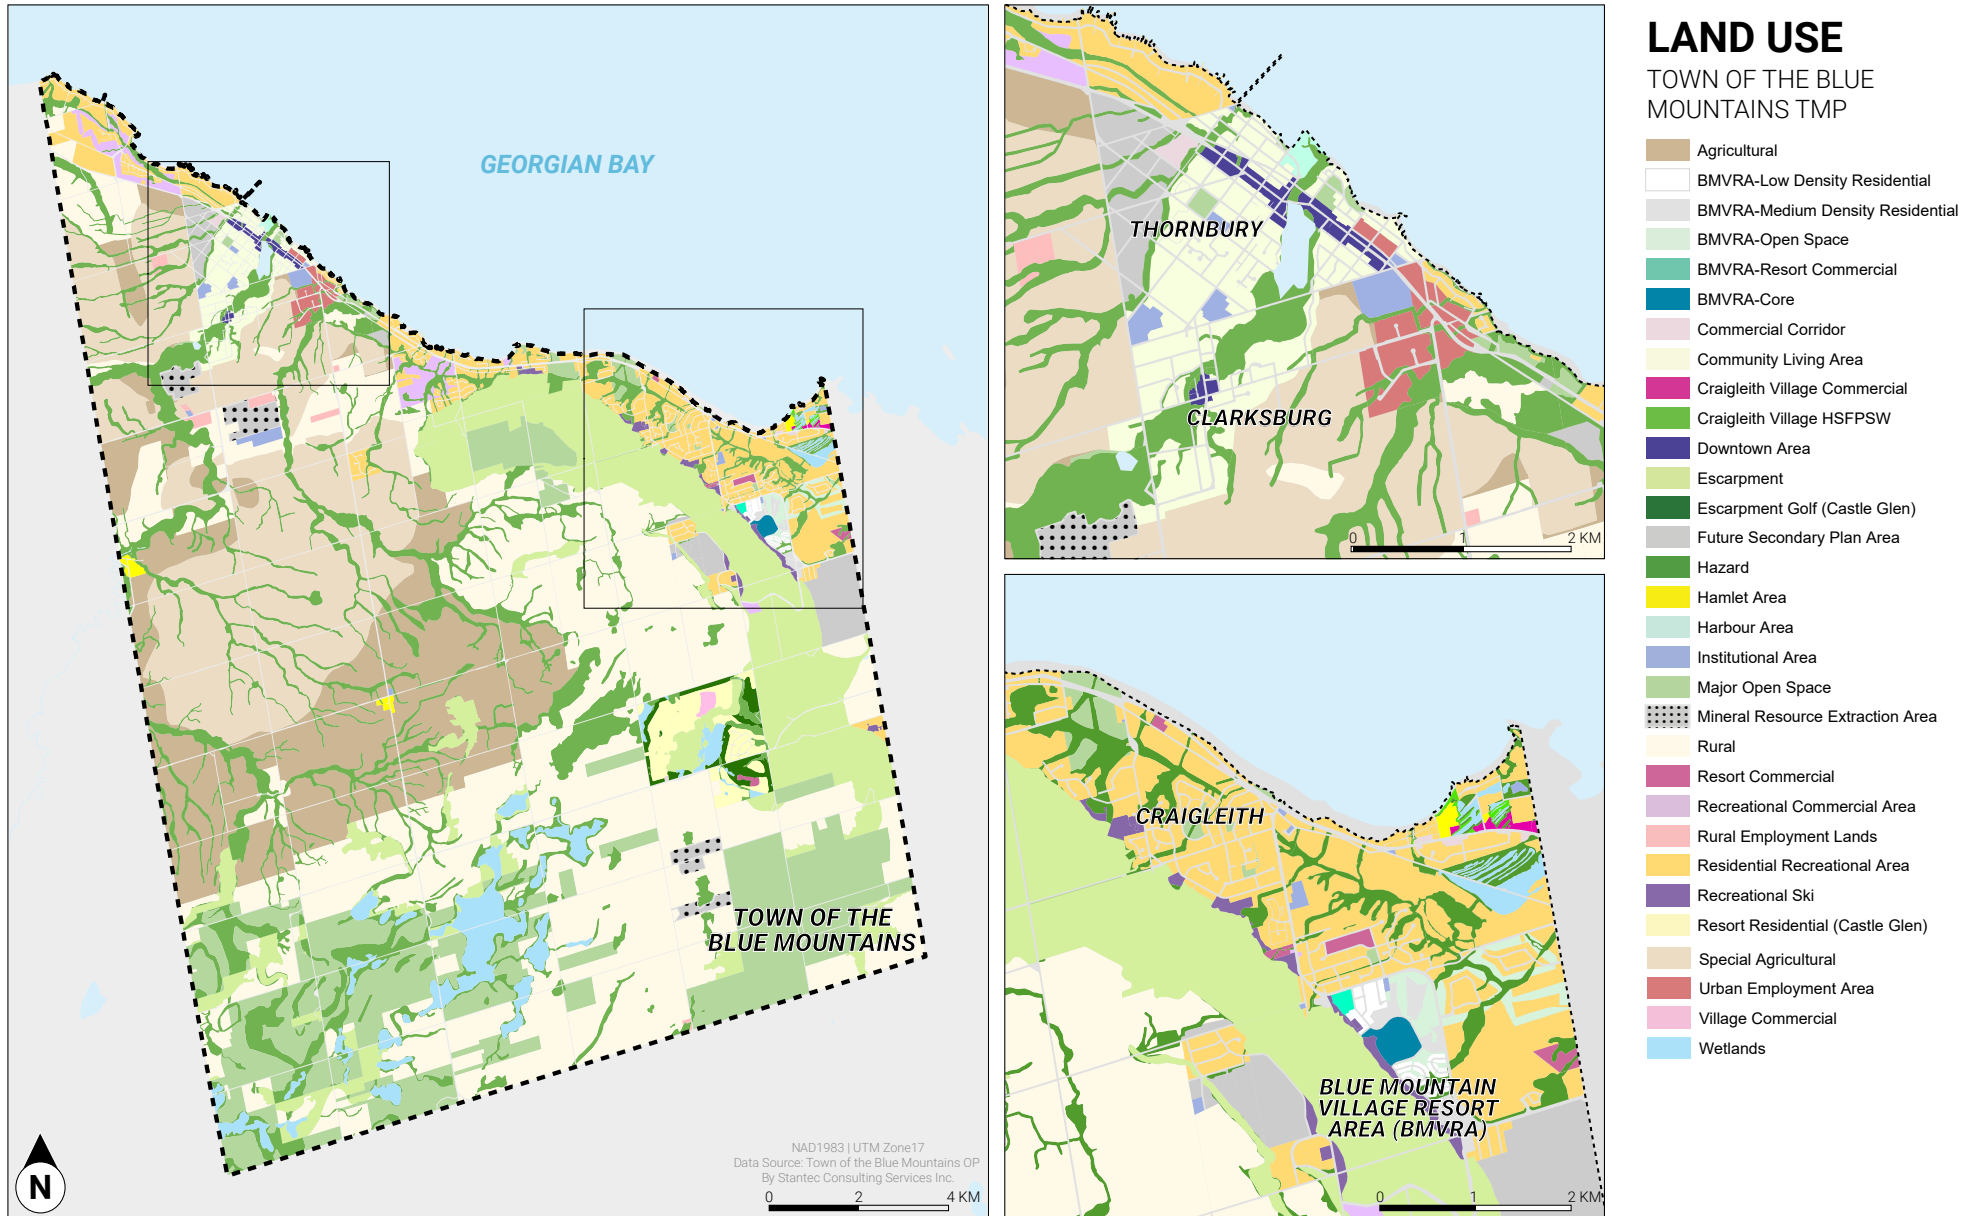 GEORGIAN BAY
TOWN OF THE
BLUE MOUNTAINS
NAD1983 | UTM Zone17
Data Source: Town of the Blue Mountains OP
By Stantec Consulting Services Inc.
0 2 4 KM
N
THORNBURY
CLARKSBURG
0 1 2 KM
CRAIGLEITH
BLUE MOUNTAIN
VILLAGE RESORT
AREA (BMVRA)
0 1 2 KM
LAND USE
TOWN OF THE BLUE
MOUNTAINS TMP
Agricultural
BMVRA-Low Density Residential
BMVRA-Medium Density Residential
BMVRA-Open Space
BMVRA-Resort Commercial
BMVRA-Core
Commercial Corridor
Community Living Area
Craigleith Village Commercial
Craigleith Village HSFPSW
Downtown Area
Escarpment
Escarpment Golf (Castle Glen)
Future Secondary Plan Area
Hazard
Hamlet Area
Harbour Area
Institutional Area
Major Open Space
Mineral Resource Extraction Area
Rural
Resort Commercial
Recreational Commercial Area
Rural Employment Lands
Residential Recreational Area
Recreational Ski
Resort Residential (Castle Glen)
Special Agricultural
Urban Employment Area
Village Commercial
Wetlands